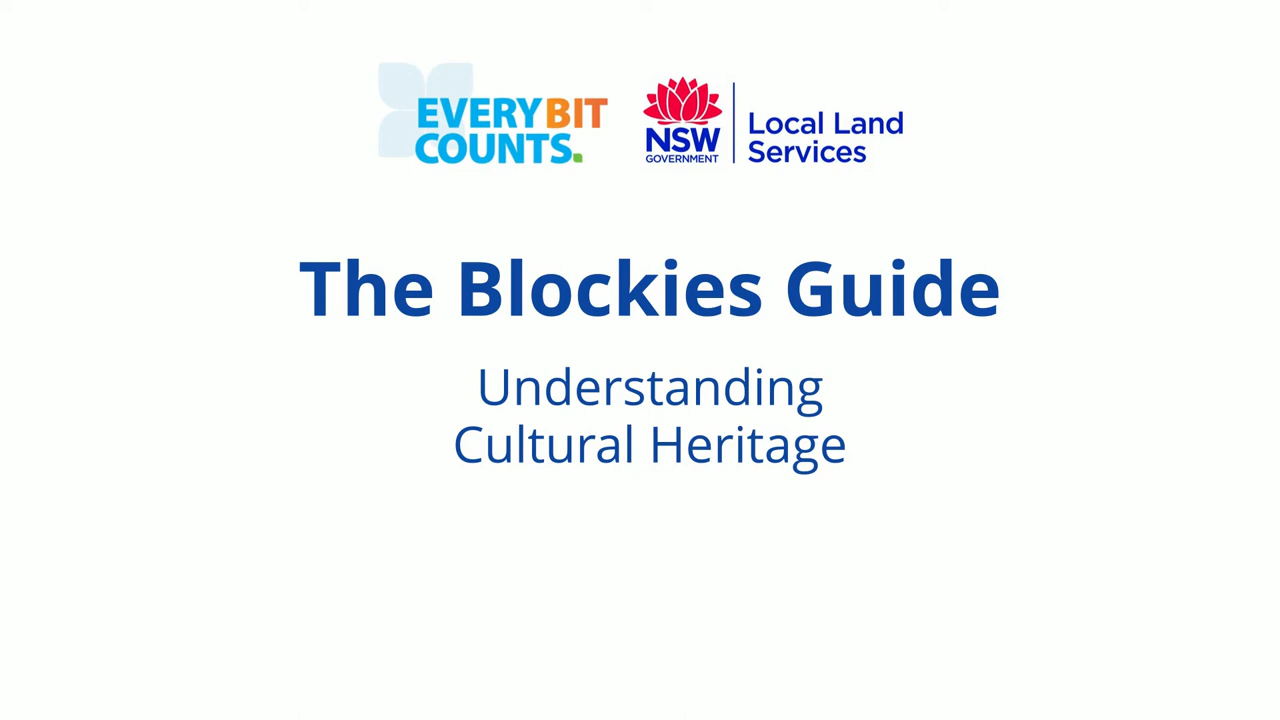 EVERY BIT
COUNTS.
NSW
GOVERNMENT
Local Land
Services
The Blockies Guide
Understanding
Cultural Heritage